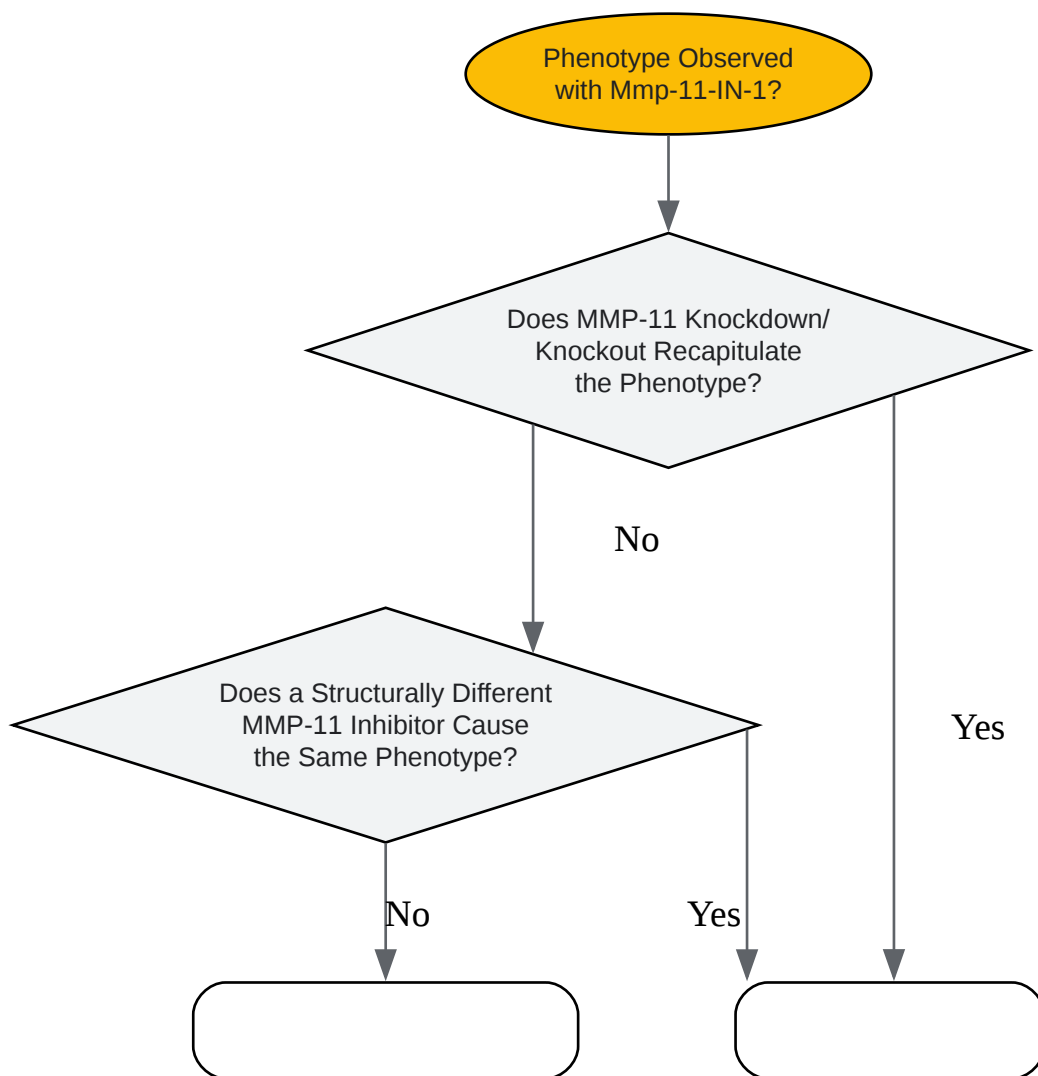 Phenotype Observed
with Mmp-11-IN-1?
Does MMP-11 Knockdown/
Knockout Recapitulate
the Phenotype?
No
Does a Structurally Different
MMP-11 Inhibitor Cause
the Same Phenotype?
Yes
No
Yes